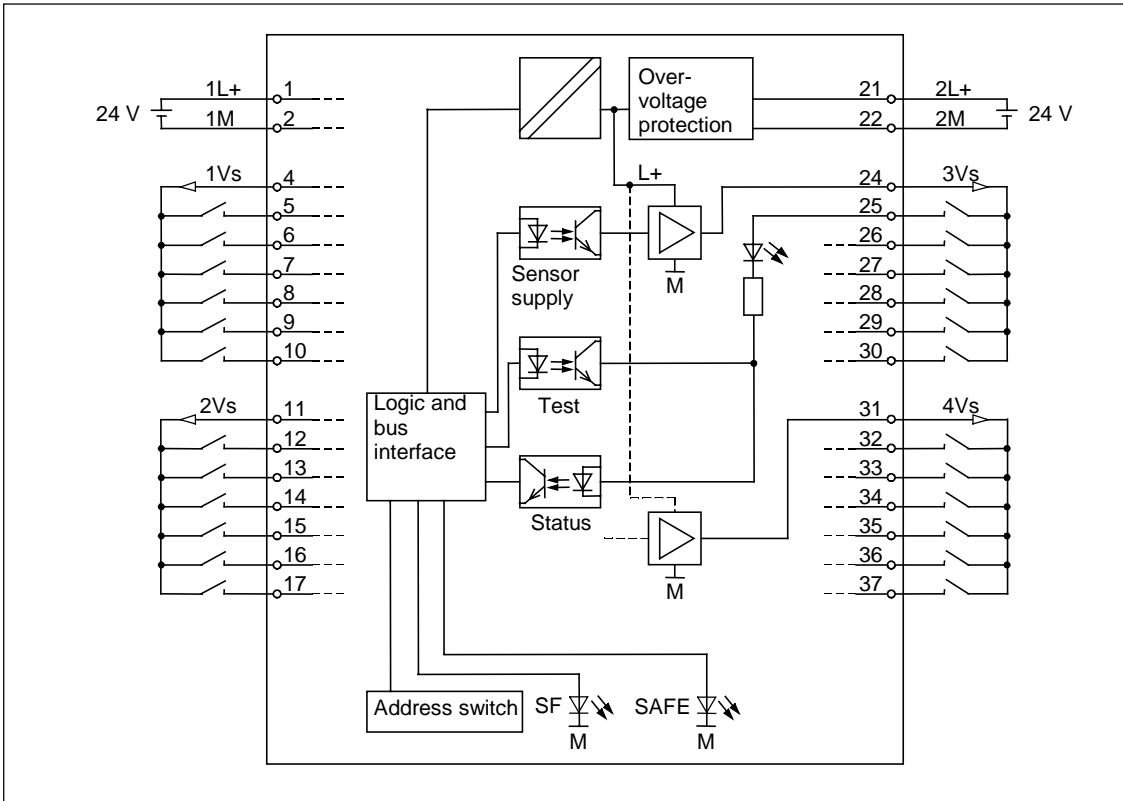 24 V
1L+
1M
1
2
1Vs
4
5
6
7
8
9
10
2Vs
11
12
13
14
15
16
17
Over-
voltage
protection
L+
M
Sensor
supply
Test
Logic and
bus
interface
Status
M
Address switch
SF
M
SAFE
M
21
22
2L+
2M
24 V
24
25
26
27
28
29
30
3Vs
31
32
33
34
35
36
37
4Vs